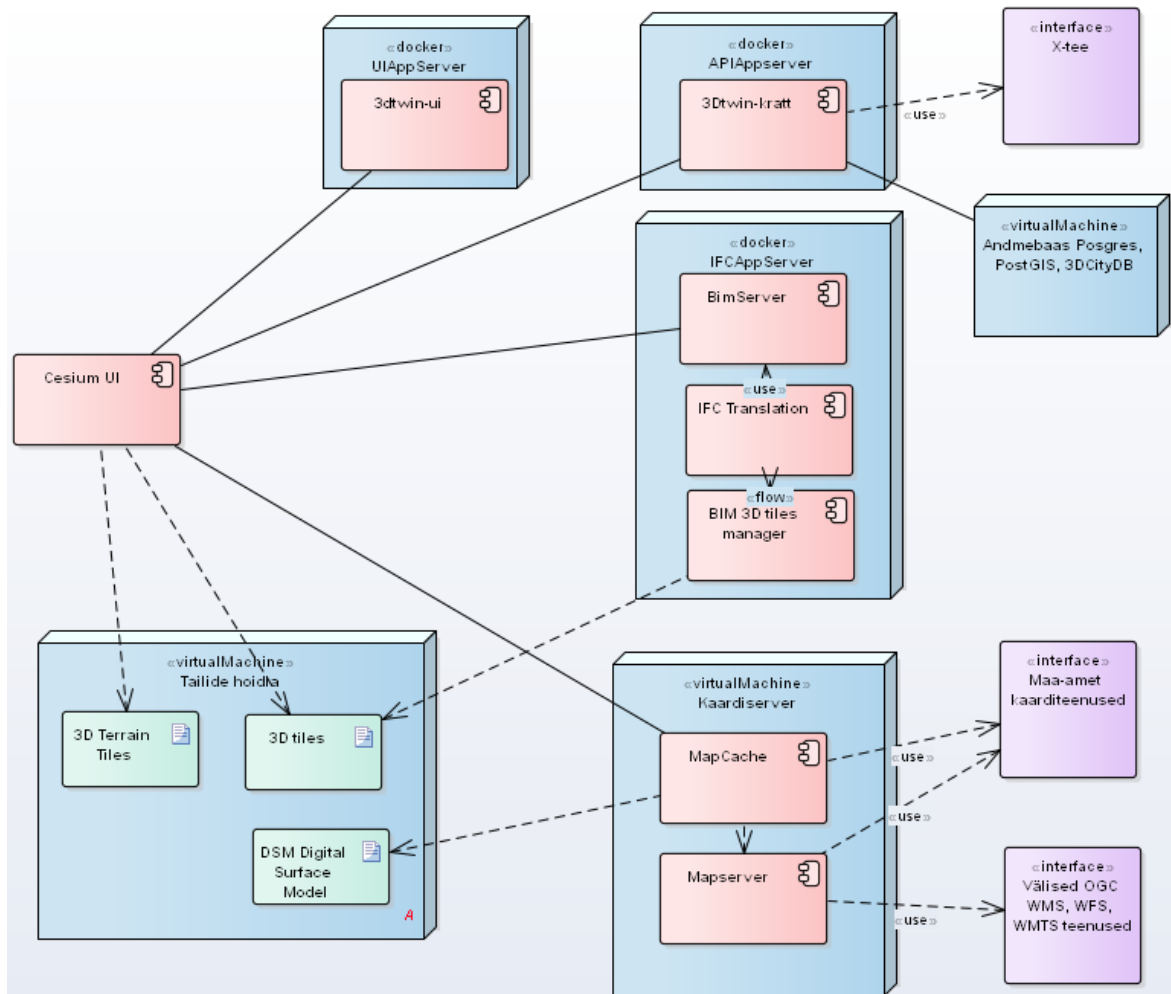 «docker»
UIAppServer
3dtwin-ui
«docker»
APIAppserver
3Dtwin-kratt
«use»
«interface»
X-tee
«virtualMachine»
Andmebaas Posgres,
PostGIS, 3DCityDB
«docker»
IFCAppServer
BimServer
«use»
IFC Translation
«flow»
BIM 3D tiles
manager
Cesium UI
«virtualMachine»
Tailide hoidla
3D Terrain
Tiles
3D tiles
DSM Digital
Surface
Model
A
«virtualMachine»
Kaardiserver
MapCache
Mapserver
«use»
«use»
«use»
«interface»
Maa-amet
kaarditeenused
«interface»
Välised OGC
WMS, WFS,
WMTS teenused